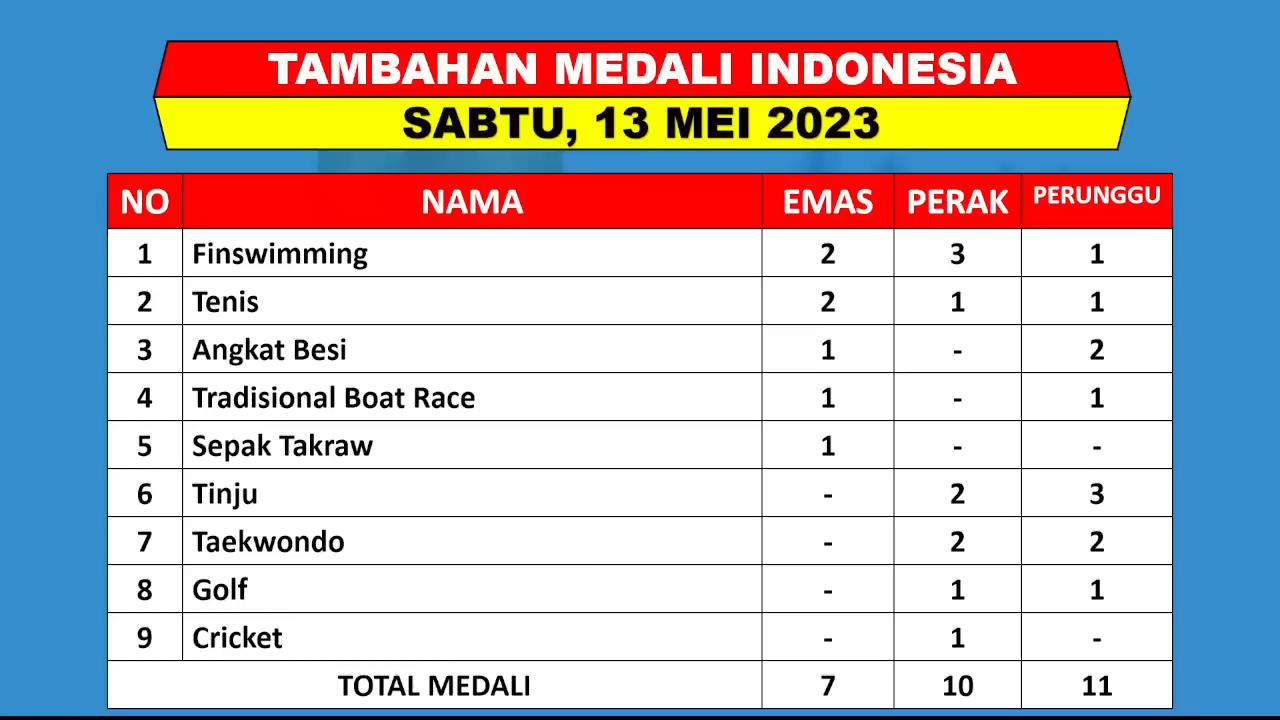 TAMBAHAN MEDALI INDONESIA
SABTU, 13 MEI 2023
NO NAMA EMAS PERAK PERUNGGU
1 Finswimming 2 3 1
2 Tenis 2 1 1
3 Angkat Besi 1 - 2
4 Tradisional Boat Race 1 - 1
5 Sepak Takraw 1 - -
6 Tinju - 2 3
7 Taekwondo - 2 2
8 Golf - 1 1
9 Cricket - 1 -
TOTAL MEDALI 7 10 11